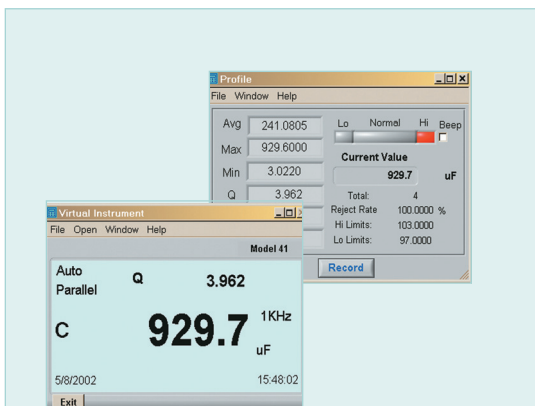 Profile
File Window Help
Avg 241.0805
Max 929.6000
Min 3.0220
Q 3.962
Lo Normal Hi Beep
Current Value
929.7 uF
Total: 4
Reject Rate 100.0000 %
Hi Limits: 103.0000
Lo Limits: 97.0000
Record
Virtual Instrument
File Open Window Help
Model 41
Auto
Parallel
Q 3.962
C 929.7 1KHz
uF
5/8/2002 15:48:02
Exit